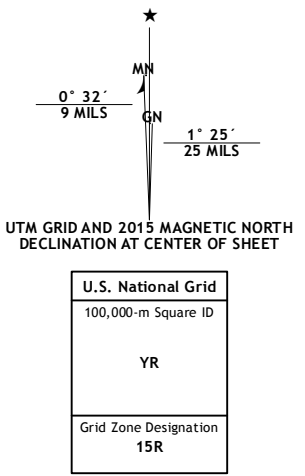 ★
MN
0° 32´
9 MILS
GN
1° 25´
25 MILS
UTM GRID AND 2015 MAGNETIC NORTH
DECLINATION AT CENTER OF SHEET
U.S. National Grid
100,000-m Square ID
YR
Grid Zone Designation
15R